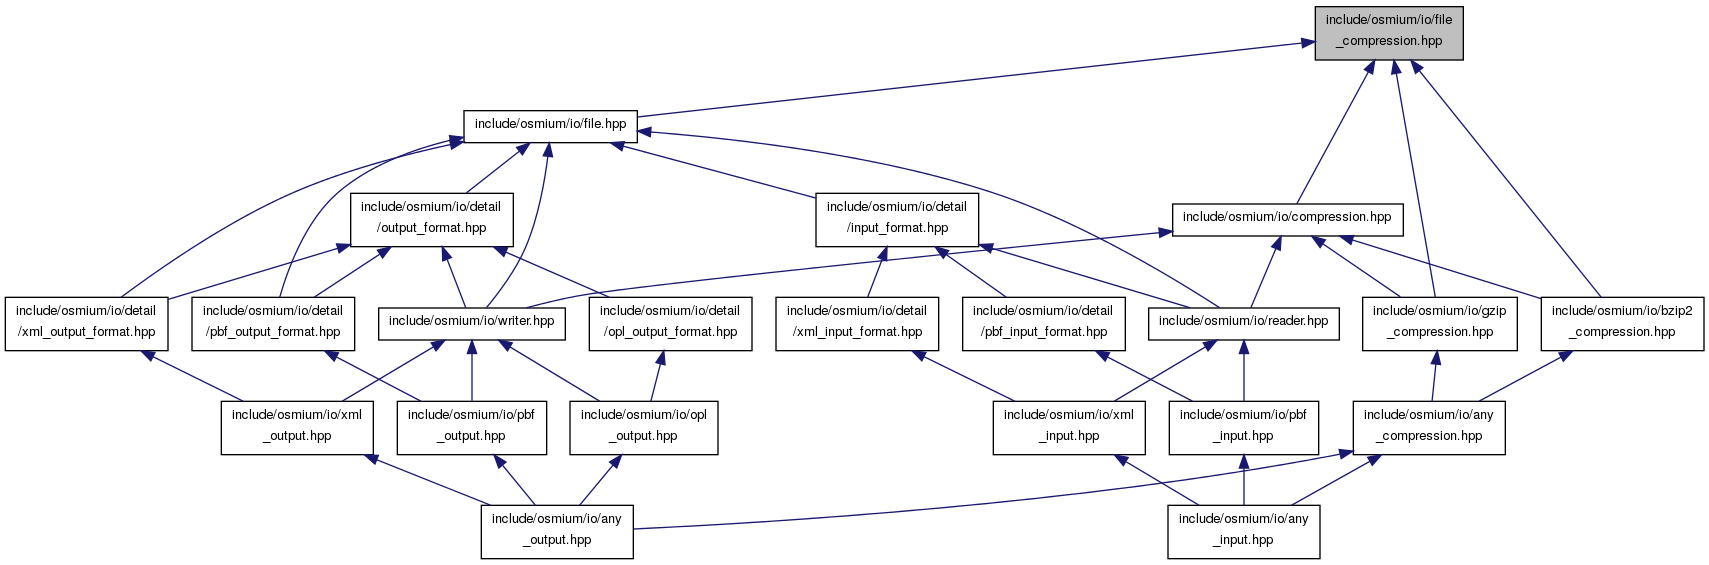 include/osmium/io/file
_compression.hpp
include/osmium/io/file.hpp
include/osmium/io/detail
/output_format.hpp
include/osmium/io/detail
/input_format.hpp
include/osmium/io/compression.hpp
include/osmium/io/detail
/xml_output_format.hpp
include/osmium/io/detail
/pbf_output_format.hpp
include/osmium/io/writer.hpp
include/osmium/io/detail
/opl_output_format.hpp
include/osmium/io/detail
/xml_input_format.hpp
include/osmium/io/detail
/pbf_input_format.hpp
include/osmium/io/reader.hpp
include/osmium/io/gzip
_compression.hpp
include/osmium/io/bzip2
_compression.hpp
include/osmium/io/xml
_output.hpp
include/osmium/io/pbf
_output.hpp
include/osmium/io/opl
_output.hpp
include/osmium/io/xml
_input.hpp
include/osmium/io/pbf
_input.hpp
include/osmium/io/any
_compression.hpp
include/osmium/io/any
_output.hpp
include/osmium/io/any
_input.hpp